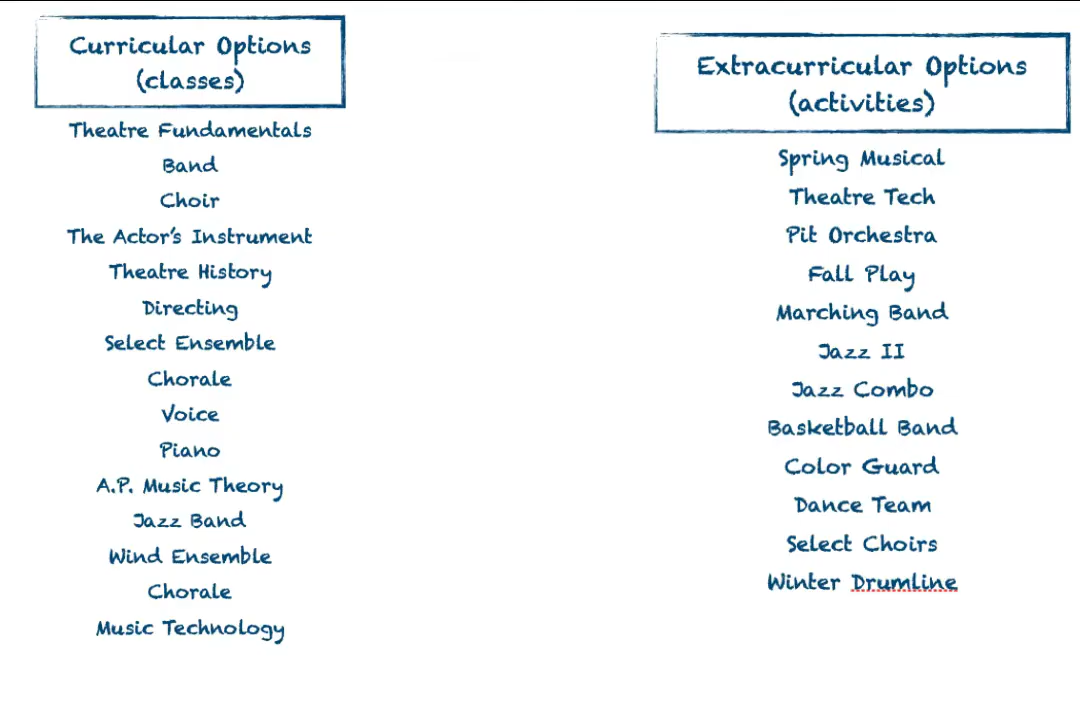 Curricular Options
(classes)
Theatre Fundamentals
Band
Choir
The Actor's Instrument
Theatre History
Directing
Select Ensemble
Chorale
Voice
Piano
A.P. Music Theory
Jazz Band
Wind Ensemble
Chorale
Music Technology
Extracurricular Options
(activities)
Spring Musical
Theatre Tech
Pit Orchestra
Fall Play
Marching Band
Jazz II
Jazz Combo
Basketball Band
Color Guard
Dance Team
Select Choirs
Winter Drumline